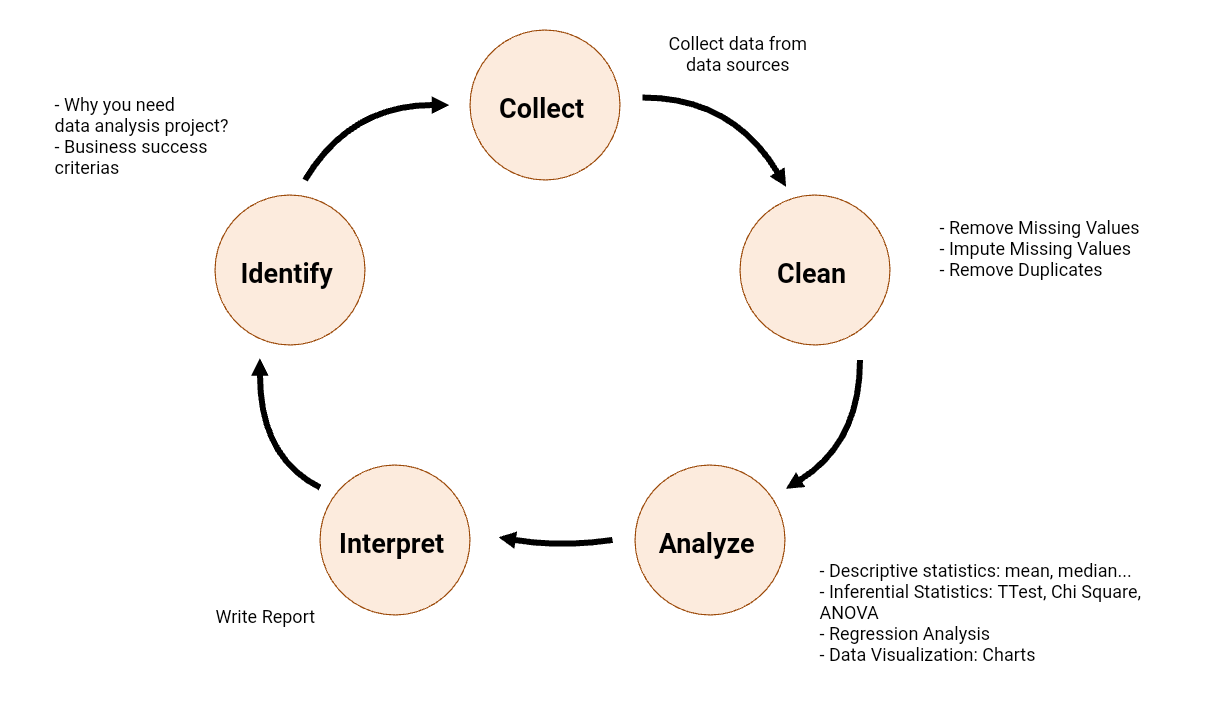 Collect data from
data sources
Collect
- Why you need
data analysis project?
- Business success
criterias
Identify
Clean
- Remove Missing Values
- Impute Missing Values
- Remove Duplicates
Interpret
Analyze
- Descriptive statistics: mean, median...
- Inferential Statistics: TTest, Chi Square,
ANOVA
- Regression Analysis
- Data Visualization: Charts
Write Report